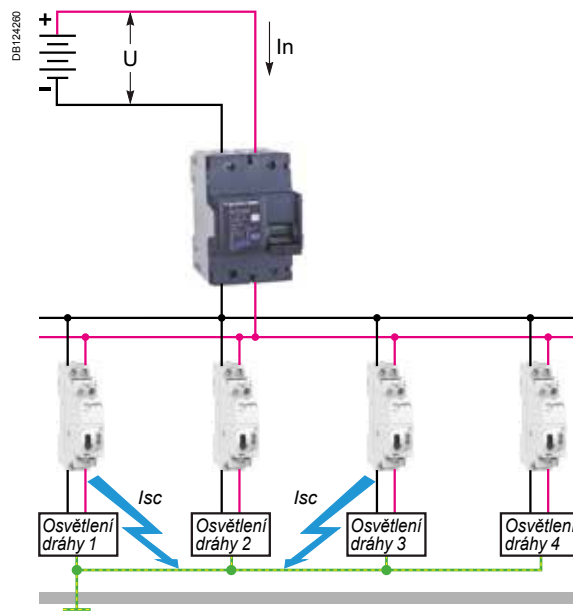 DB124260
+
In
U
-
Isc
Isc
Osvětlení
dráhy 1
Osvětlení
dráhy 2
Osvětlení
dráhy 3
Osvětlení
dráhy 4